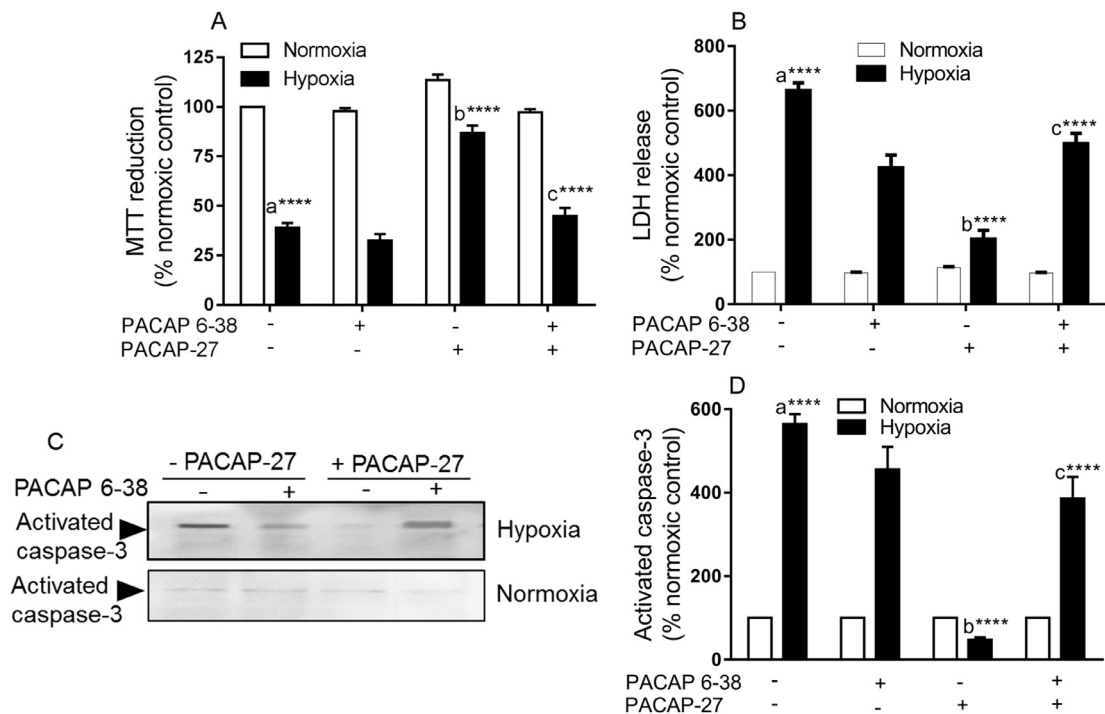 A
Normoxia
Hypoxia
MTT reduction
(% normoxic control)
125
100
75
50
25
0
a****
b****
c****
PACAP 6-38 - + - +
PACAP-27 - - + +
B
Normoxia
Hypoxia
LDH release
(% normoxic control)
800
600
400
200
0
a****
b****
c****
PACAP 6-38 - + - +
PACAP-27 - - + +
C
- PACAP-27 + PACAP-27
PACAP 6-38 - + - +
Activated
caspase-3
Hypoxia
Activated
caspase-3
Normoxia
D
Normoxia
Hypoxia
Activated caspase-3
(% normoxic control)
600
400
200
0
a****
b****
c****
PACAP 6-38 - + - +
PACAP-27 - - + +